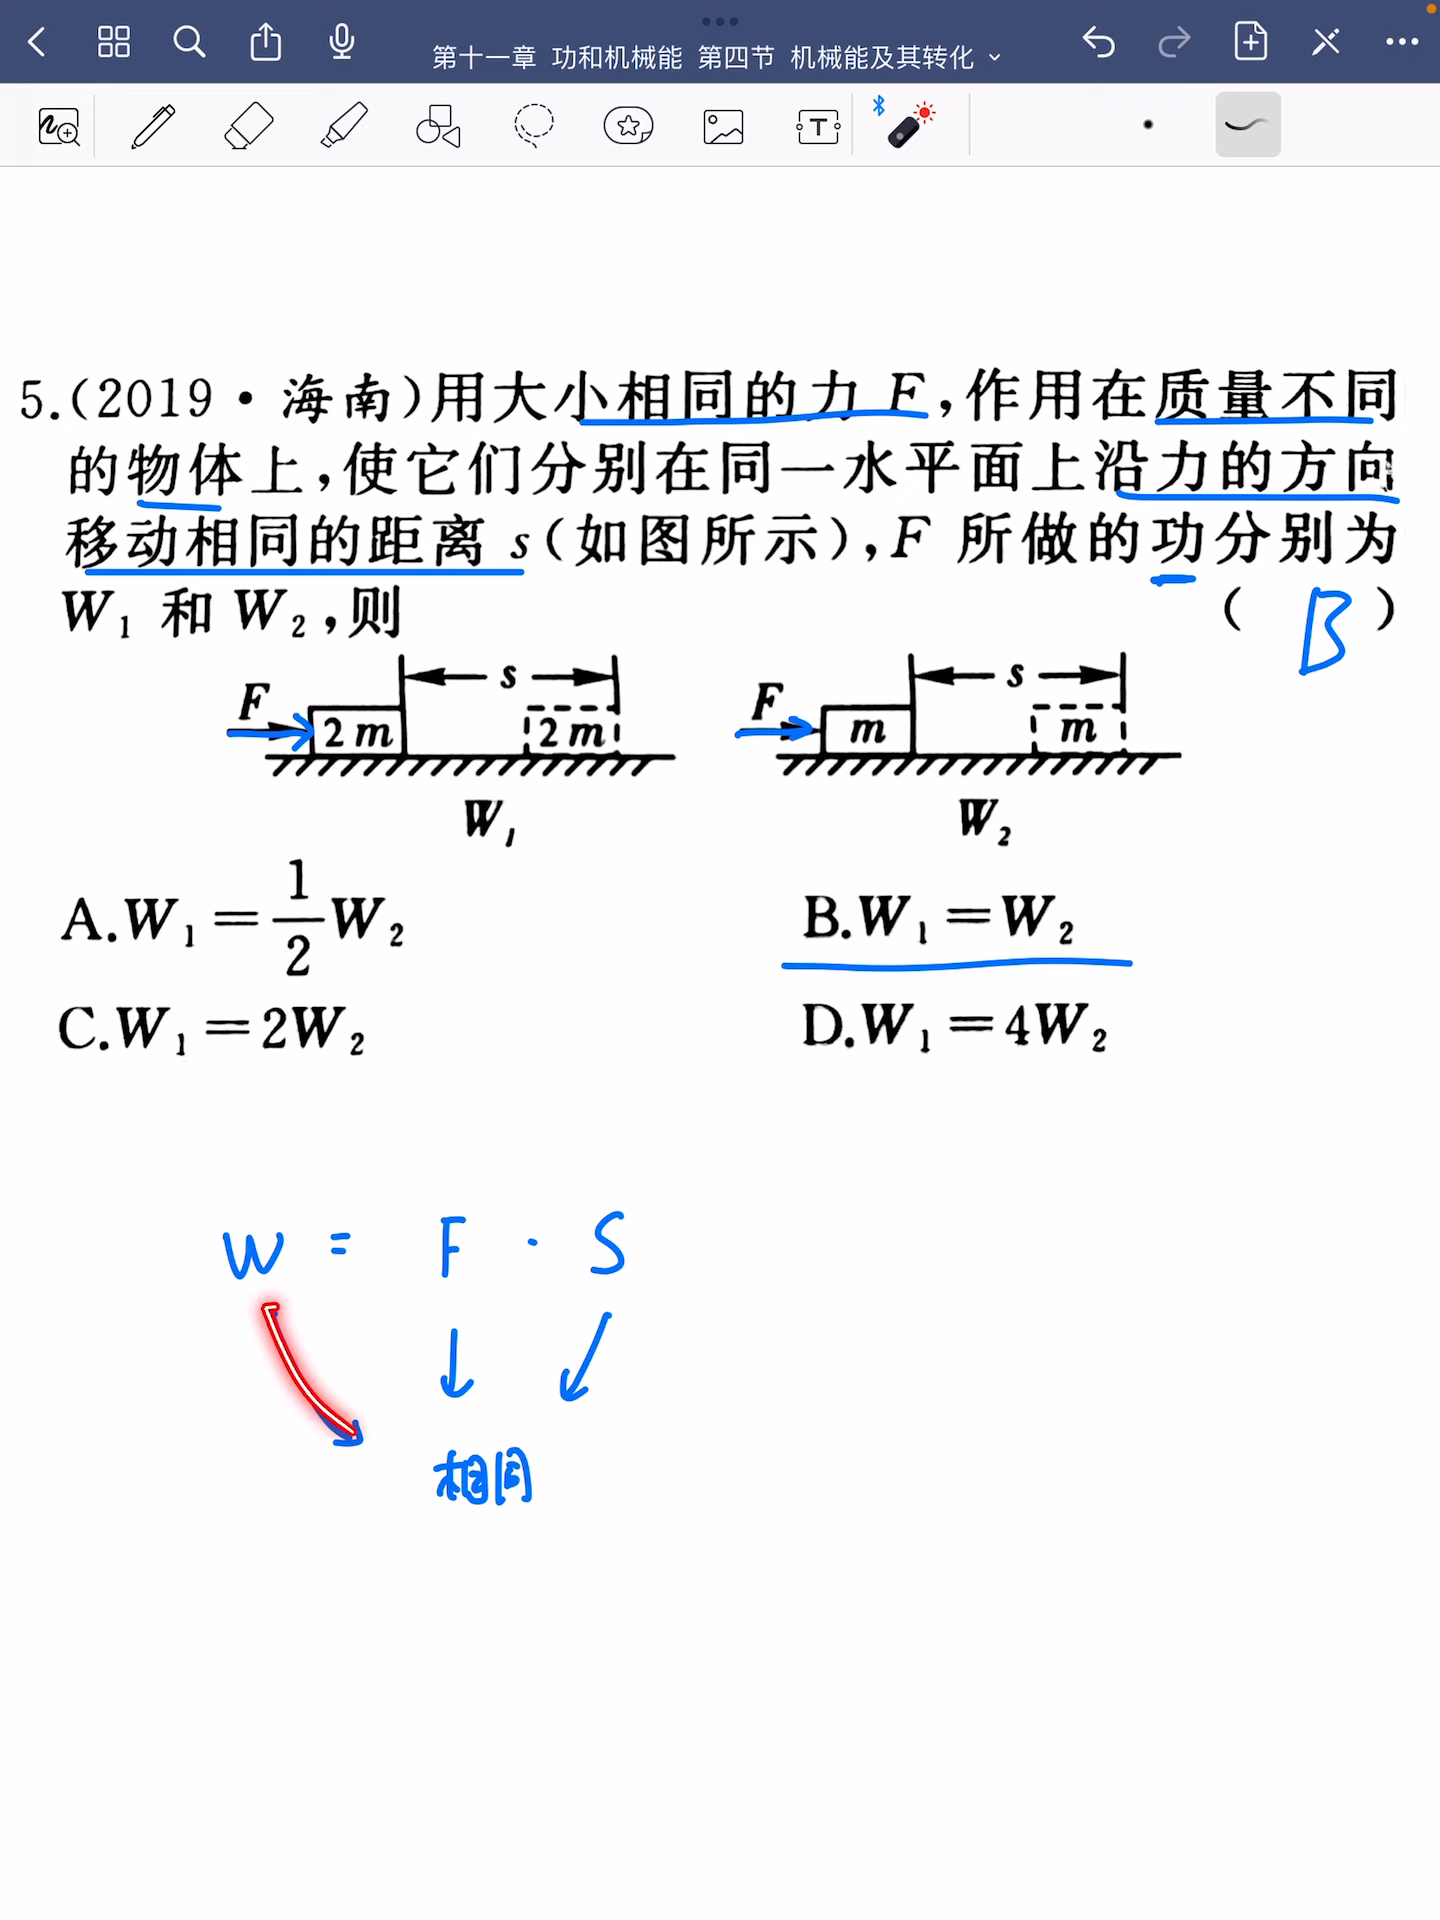 第十一章 功和机械能 第四节 机械能及其转化
T
5.(2019·海南)用大小相同的力 F,作用在质量不同
的物体上,使它们分别在同一水平面上沿力的方向
移动相同的距离 s(如图所示),F 所做的功分别为
W₁ 和 W₂,则 ( B )
F 2m s 2m
F m s m
W₁ W₂
A.W₁=1/2W₂ B.W₁=W₂
C.W₁=2W₂ D.W₁=4W₂
W = F · S
相同